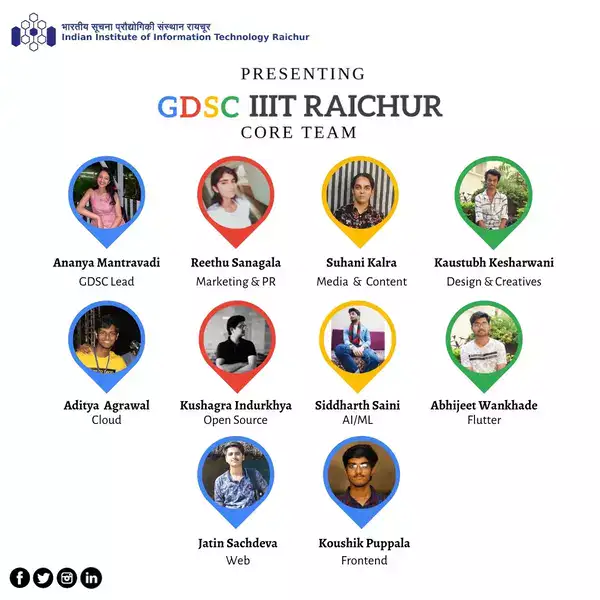 भारतीय सूचना प्रौद्योगिकी संस्थान रायचूर
Indian Institute of Information Technology Raichur
PRESENTING
GDSC IIIT RAICHUR
CORE TEAM
Ananya Mantravadi
GDSC Lead
Reethu Sanagala
Marketing & PR
Suhani Kalra
Media & Content
Kaustubh Kesharwani
Design & Creatives
Aditya Agrawal
Cloud
Kushagra Indurkhya
Open Source
Siddharth Saini
AI/ML
Abhijeet Wankhade
Flutter
Jatin Sachdeva
Web
Koushik Puppala
Frontend